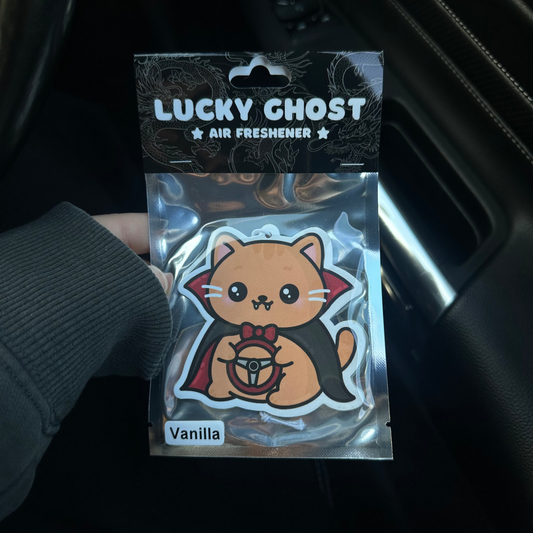 LUCKY GHOST
★ AIR FRESHENER ★
Vanilla